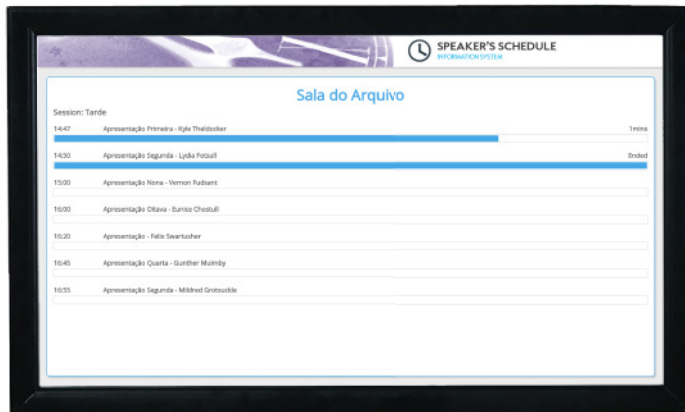 SPEAKER'S SCHEDULE
INFORMATION SYSTEM
Sala do Arquivo
Session: Tarde
14:47 Apresentação Primeira - Kyle Theldocker 1mins
14:50 Apresentação Segunda - Lydia Fotsull Ended
15:00 Apresentação Nona - Vernon Fudsant
16:00 Apresentação Oitava - Eunico Chostull
16:20 Apresentação - Felix Swartusher
16:45 Apresentação Quarta - Gunther Muimby
16:55 Apresentação Segunda - Mildred Grotsuckle